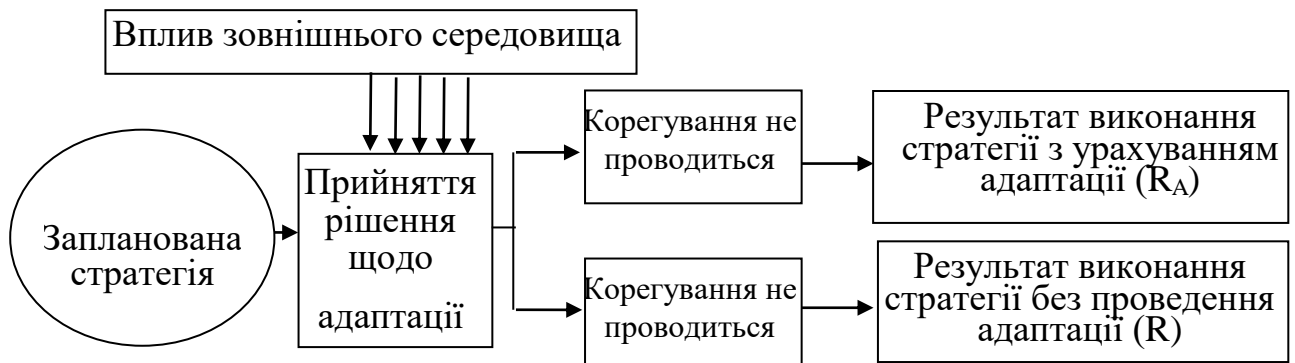 Вплив зовнішнього середовища
Запланована
стратегія
Прийняття
рішення
щодо
адаптації
Корегування не
проводиться
Результат виконання
стратегії з урахуванням
адаптації (RА)
Корегування не
проводиться
Результат виконання
стратегії без проведення
адаптації (R)